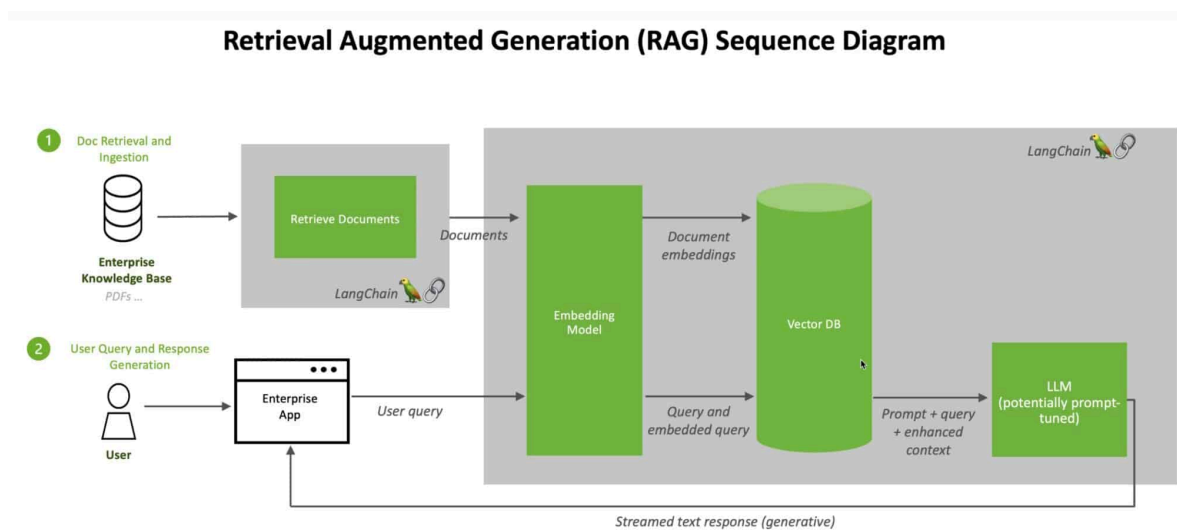 Retrieval Augmented Generation (RAG) Sequence Diagram
1
Doc Retrieval and
Ingestion
Enterprise
Knowledge Base
PDFs ...
Retrieve Documents
LangChain
Documents
LangChain
Embedding
Model
Document
embeddings
Vector DB
2
User Query and Response
Generation
User
Enterprise
App
User query
Query and
embedded query
Prompt + query
+ enhanced
context
LLM
(potentially prompt-
tuned)
Streamed text response (generative)